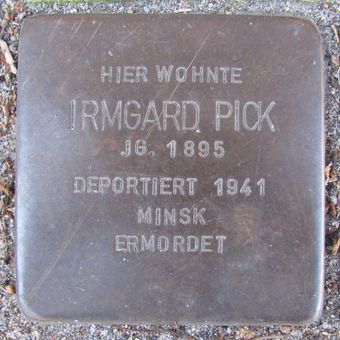 HIER WOHNTE
IRMGARD PICK
JG. 1895
DEPORTIERT 1941
MINSK
ERMORDET